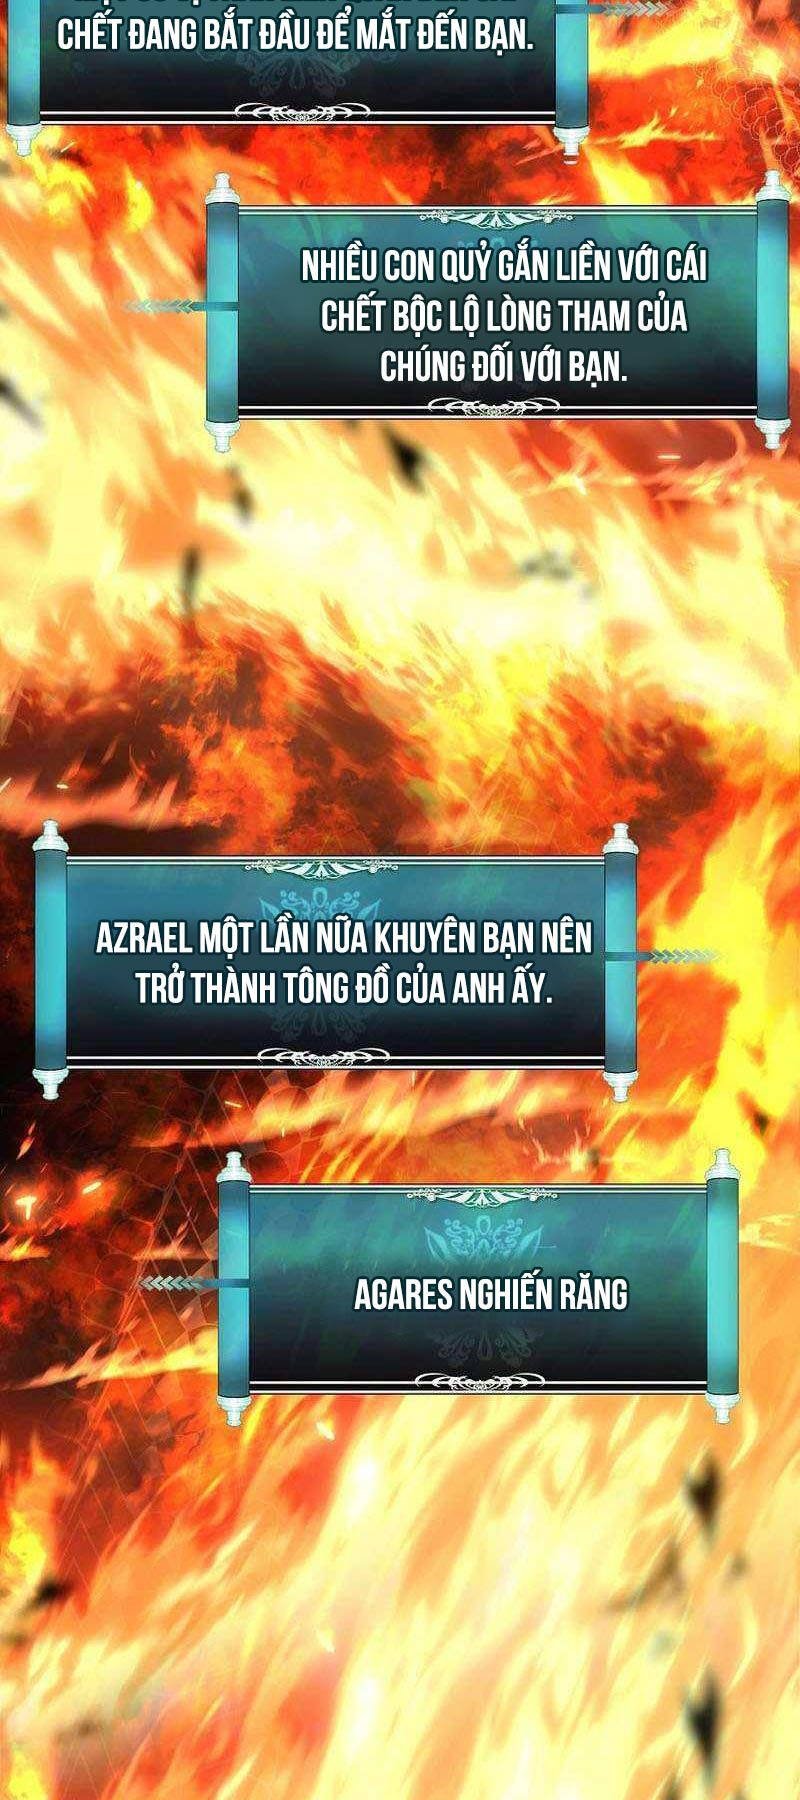 CHẾT ĐANG BẮT ĐẦU ĐỂ MẮT ĐẾN BẠN.
NHIỀU CON QUỶ GẮN LIỀN VỚI CÁI
CHẾT BỘC LỘ LÒNG THAM CỦA
CHÚNG ĐỐI VỚI BẠN.
AZRAEL MỘT LẦN NỮA KHUYÊN BẠN NÊN
TRỞ THÀNH TÔNG ĐỒ CỦA ANH ẤY.
AGARES NGHIẾN RĂNG